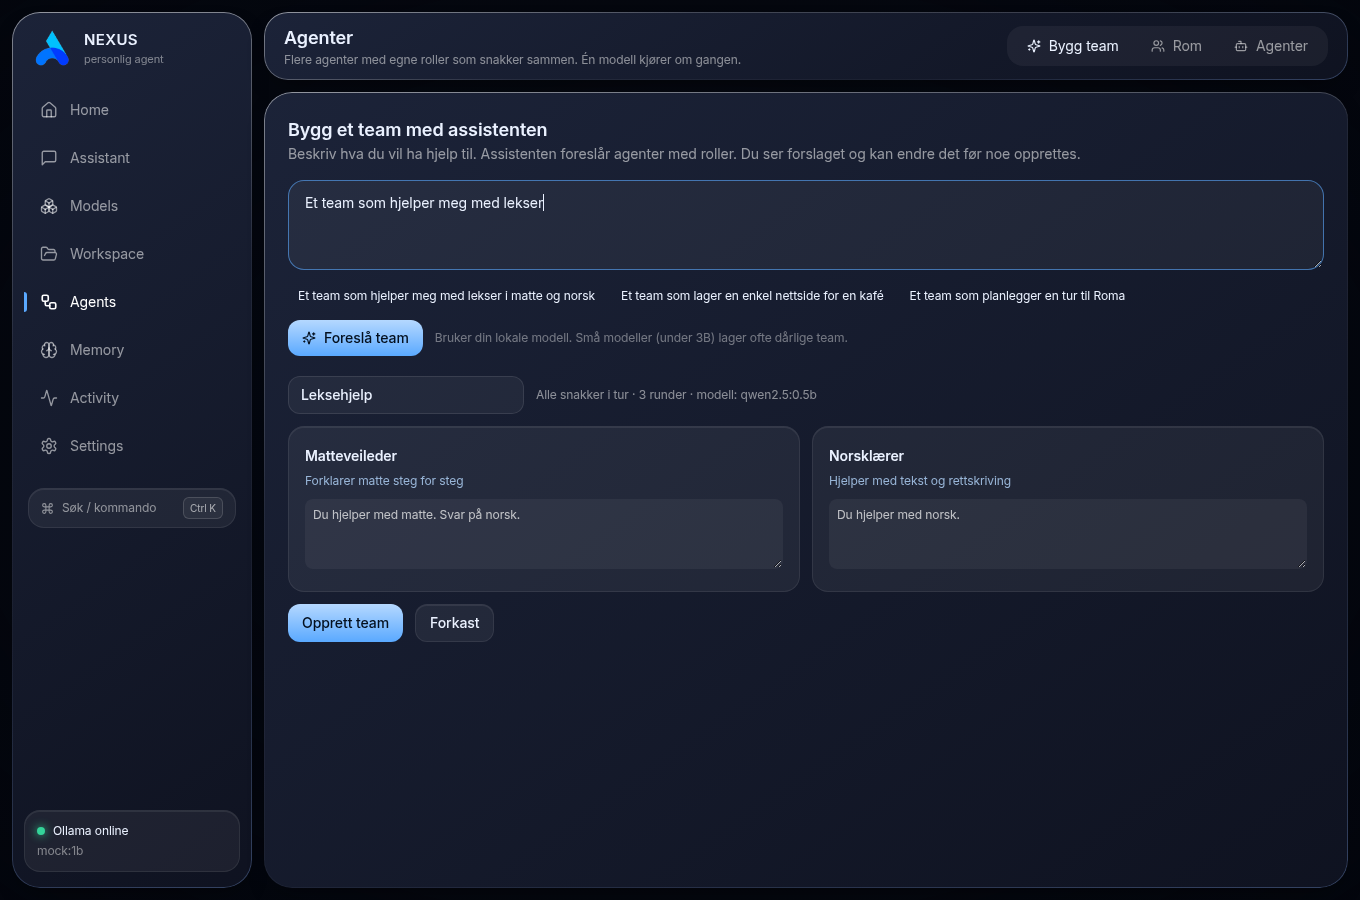 NEXUS
personlig agent
Home
Assistant
Models
Workspace
Agents
Memory
Activity
Settings
Søk / kommando
Ctrl K
Ollama online
mock:1b
Agenter
Flere agenter med egne roller som snakker sammen. Én modell kjører om gangen.
Bygg team
Rom
Agenter
Bygg et team med assistenten
Beskriv hva du vil ha hjelp til. Assistenten foreslår agenter med roller. Du ser forslaget og kan endre det før noe opprettes.
Et team som hjelper meg med lekser
Et team som hjelper meg med lekser i matte og norsk
Et team som lager en enkel nettside for en kafé
Et team som planlegger en tur til Roma
Foreslå team
Bruker din lokale modell. Små modeller (under 3B) lager ofte dårlige team.
Leksehjelp
Alle snakker i tur · 3 runder · modell: qwen2.5:0.5b
Matteveileder
Forklarer matte steg for steg
Du hjelper med matte. Svar på norsk.
Norsklærer
Hjelper med tekst og rettskriving
Du hjelper med norsk.
Opprett team
Forkast